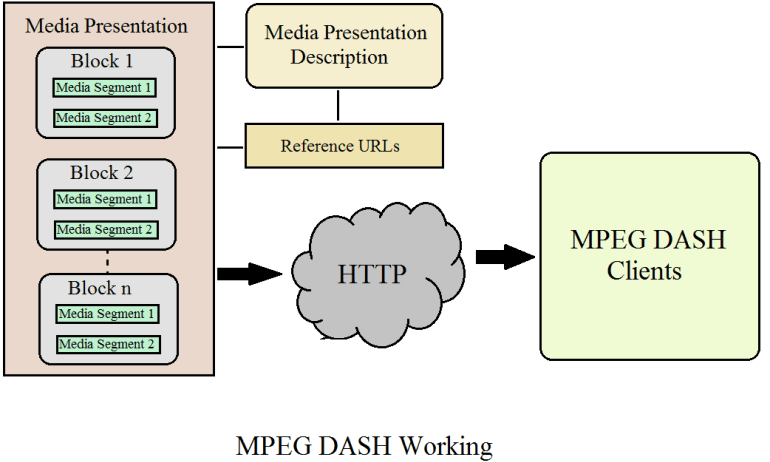 Media Presentation
Block 1
Media Segment 1
Media Segment 2
Block 2
Media Segment 1
Media Segment 2
Block n
Media Segment 1
Media Segment 2
Media Presentation
Description
Reference URLs
HTTP
MPEG DASH
Clients
MPEG DASH Working